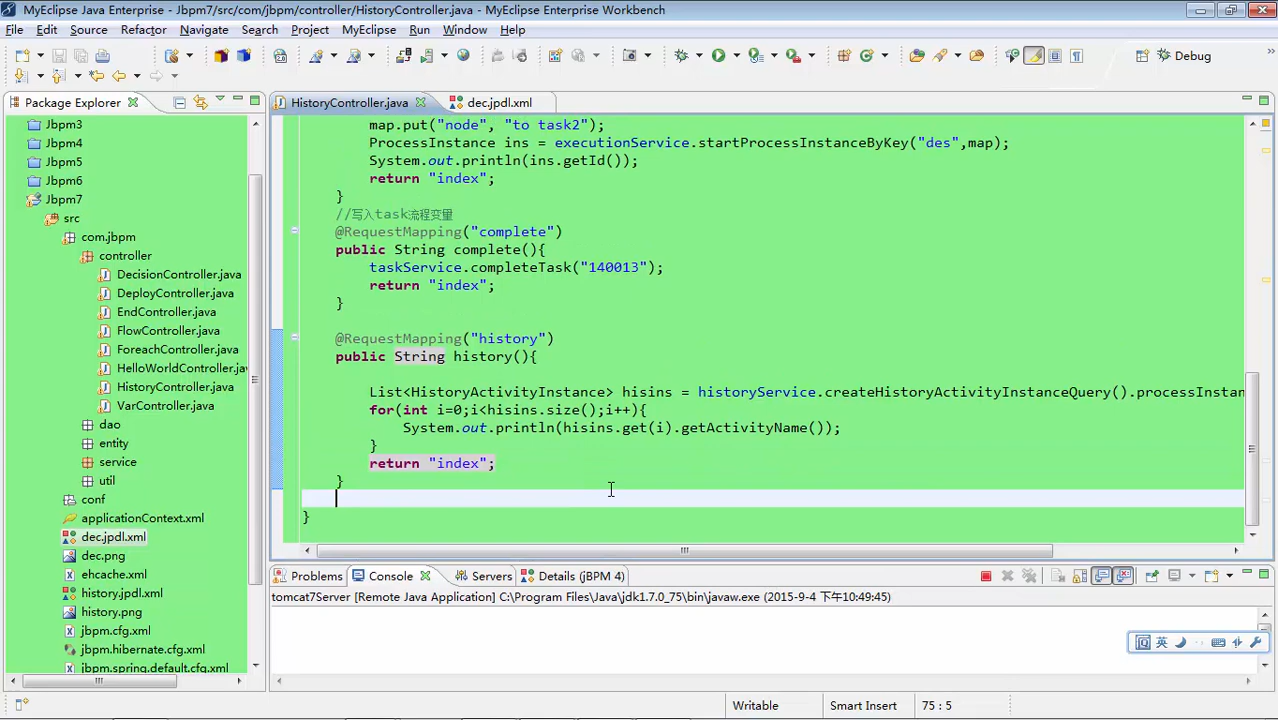 MyEclipse Java Enterprise - Jbpm7/src/com/jbpm/controller/HistoryController.java - MyEclipse Enterprise Workbench
File Edit Source Refactor Navigate Search Project MyEclipse Run Window Help
Debug
Package Explorer
HistoryController.java
dec.jpdl.xml
Jbpm3
Jbpm4
Jbpm5
Jbpm6
Jbpm7
src
com.jbpm
controller
DecisionController.java
DeployController.java
EndController.java
FlowController.java
ForeachController.java
HelloWorldController.java
HistoryController.java
VarController.java
dao
entity
service
util
conf
applicationContext.xml
dec.jpdl.xml
dec.png
ehcache.xml
history.jpdl.xml
history.png
jbpm.cfg.xml
jbpm.hibernate.cfg.xml
jbpm.spring.default.cfg.xml
map.put("node", "to task2");
ProcessInstance ins = executionService.startProcessInstanceByKey("des",map);
System.out.println(ins.getId());
return "index";
}
//写入task流程变量
@RequestMapping("complete")
public String complete(){
taskService.completeTask("140013");
return "index";
}
@RequestMapping("history")
public String history(){
List<HistoryActivityInstance> hisins = historyService.createHistoryActivityInstanceQuery().processInstan
for(int i=0;i<hisins.size();i++){
System.out.println(hisins.get(i).getActivityName());
}
return "index";
}
}
Problems Console Servers Details (jBPM 4)
tomcat7Server [Remote Java Application] C:\Program Files\Java\jdk1.7.0_75\bin\javaw.exe (2015-9-4 下午10:49:45)
英
Writable Smart Insert 75 : 5